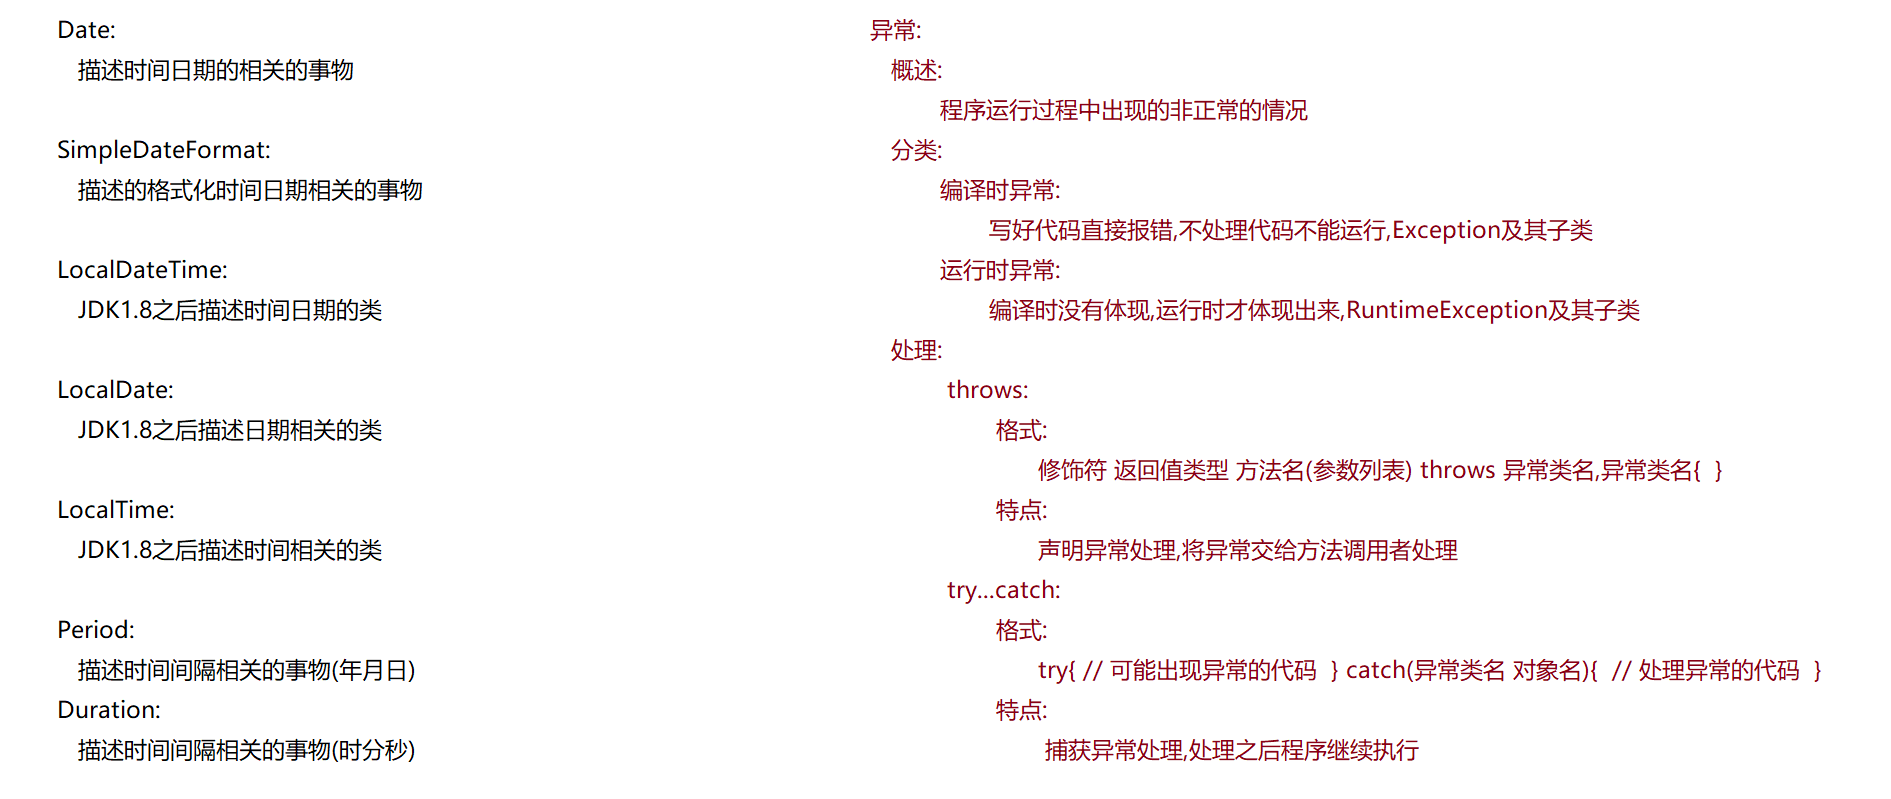 Date:
描述时间日期的相关的事物
SimpleDateFormat:
描述的格式化时间日期相关的事物
LocalDateTime:
JDK1.8之后描述时间日期的类
LocalDate:
JDK1.8之后描述日期相关的类
LocalTime:
JDK1.8之后描述时间相关的类
Period:
描述时间间隔相关的事物(年月日)
Duration:
描述时间间隔相关的事物(时分秒)
异常:
概述:
程序运行过程中出现的非正常的情况
分类:
编译时异常:
写好代码直接报错,不处理代码不能运行,Exception及其子类
运行时异常:
编译时没有体现,运行时才体现出来,RuntimeException及其子类
处理:
throws:
格式:
修饰符 返回值类型 方法名(参数列表) throws 异常类名,异常类名{  }
特点:
声明异常处理,将异常交给方法调用者处理
try...catch:
格式:
try{ // 可能出现异常的代码  } catch(异常类名 对象名){  // 处理异常的代码  }
特点:
捕获异常处理,处理之后程序继续执行